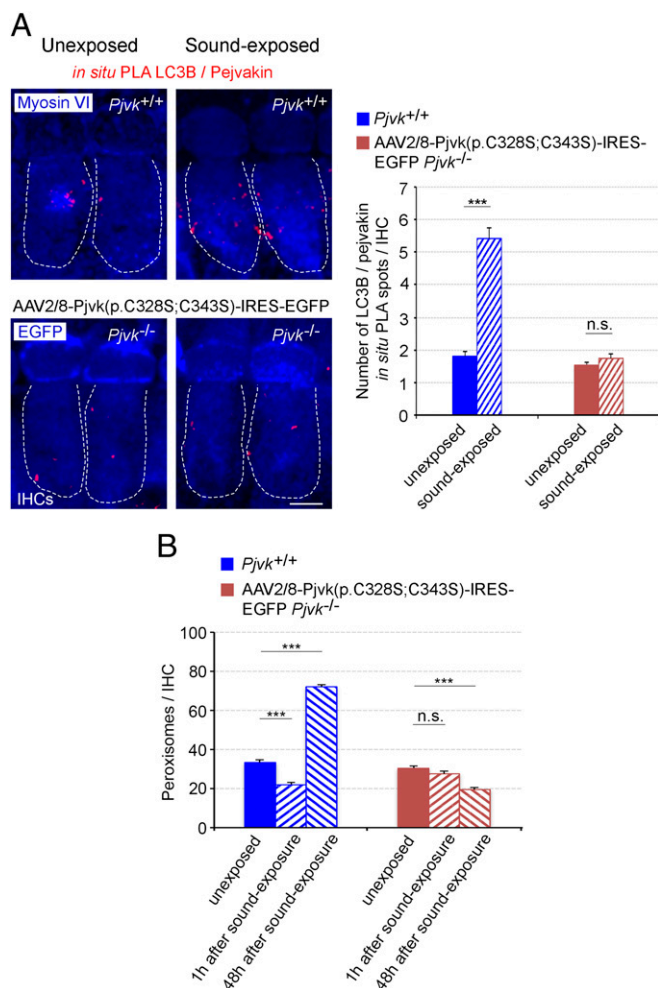 A
Unexposed
Sound-exposed
in situ PLA LC3B / Pejvakin
Myosin VI
Pjvk+/+
Pjvk+/+
AAV2/8-Pjvk(p.C328S;C343S)-IRES-EGFP
EGFP
Pjvk-/-
Pjvk-/-
IHCs
Pjvk+/+
AAV2/8-Pjvk(p.C328S;C343S)-IRES-
EGFP Pjvk-/-
Number of LC3B / pejvakin
in situ PLA spots / IHC
7
6
5
4
3
2
1
0
***
n.s.
unexposed
sound-exposed
unexposed
sound-exposed
B
Pjvk+/+
AAV2/8-Pjvk(p.C328S;C343S)-IRES-
EGFP Pjvk-/-
Peroxisomes / IHC
100
80
60
40
20
0
***
***
***
n.s.
unexposed
1h after sound-exposure
48h after sound-exposure
unexposed
1h after sound-exposure
48h after sound-exposure